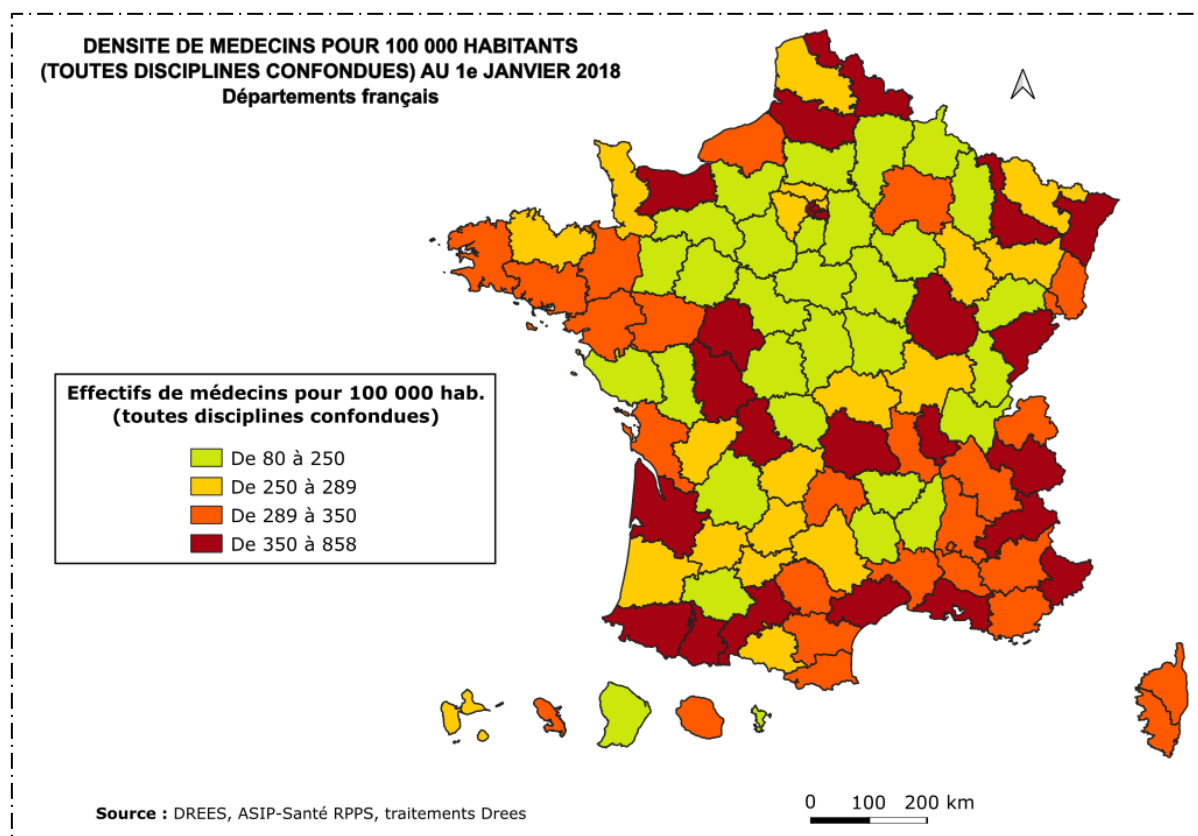 DENSITE DE MEDECINS POUR 100 000 HABITANTS
(TOUTES DISCIPLINES CONFONDUES) AU 1e JANVIER 2018
Départements français
Effectifs de médecins pour 100 000 hab.
(toutes disciplines confondues)
De 80 à 250
De 250 à 289
De 289 à 350
De 350 à 858
Source : DREES, ASIP-Santé RPPS, traitements Drees
0 100 200 km